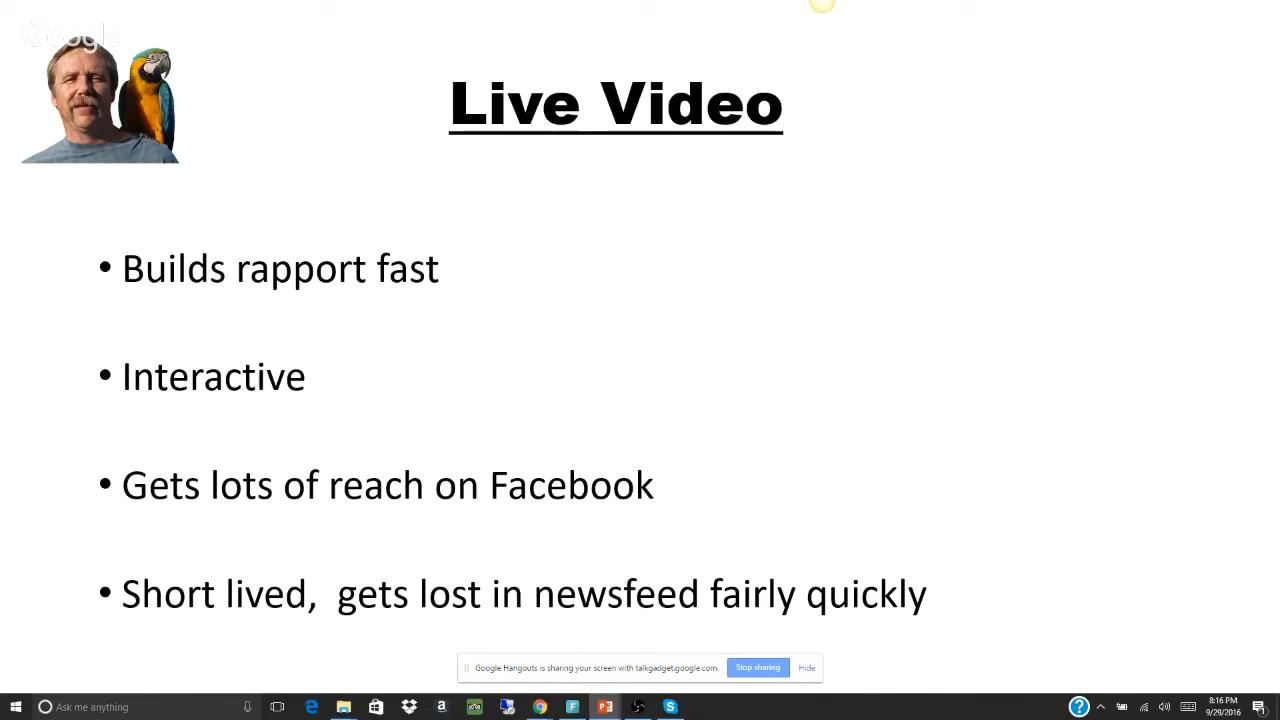 Google
Live Video
• Builds rapport fast
• Interactive
• Gets lots of reach on Facebook
• Short lived,  gets lost in newsfeed fairly quickly
Google Hangouts is sharing your screen with talkgadget.google.com.
Stop sharing
Hide
Ask me anything
8:16 PM
9/29/2016